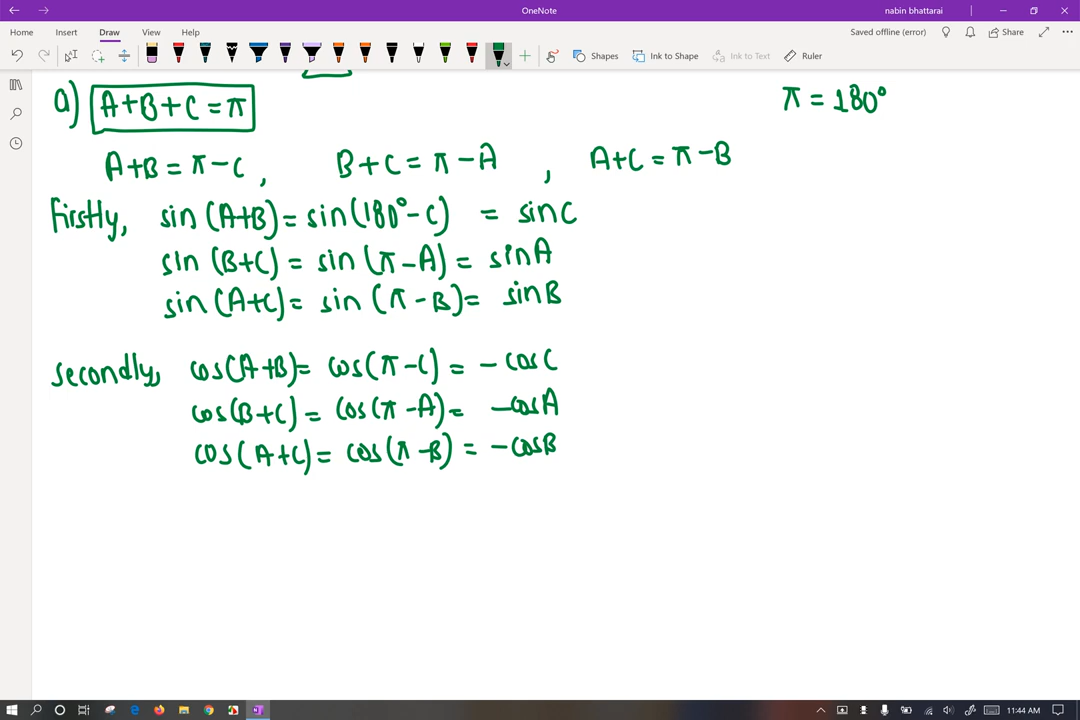 OneNote
nabin bhattarai
Home Insert Draw View Help
Saved offline (error) Share
Shapes Ink to Shape Ink to Text Ruler
a) A+B+C=π
π = 180°
A+B = π-C, B+C = π-A, A+C = π-B
Firstly, sin(A+B)= sin(180°-C) = sinC
sin(B+C) = sin(π-A) = sinA
sin(A+C)= sin(π-B)= sinB
Secondly, cos(A+B)= cos(π-C) = -cosC
cos(B+C) = cos(π-A)= -cosA
cos(A+C)= cos(π-B) = -cosB
11:44 AM